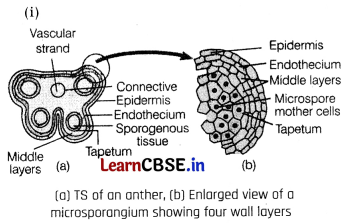 (i)
Vascular
strand
Connective
Epidermis
Endothecium
Sporogenous
tissue
Middle
layers
(a)
Tapetum
Epidermis
Endothecium
Middle layers
Microspore
mother cells
Tapetum
(b)
LearnCBSE.in
(a) TS of an anther, (b) Enlarged view of a
microsporangium showing four wall layers